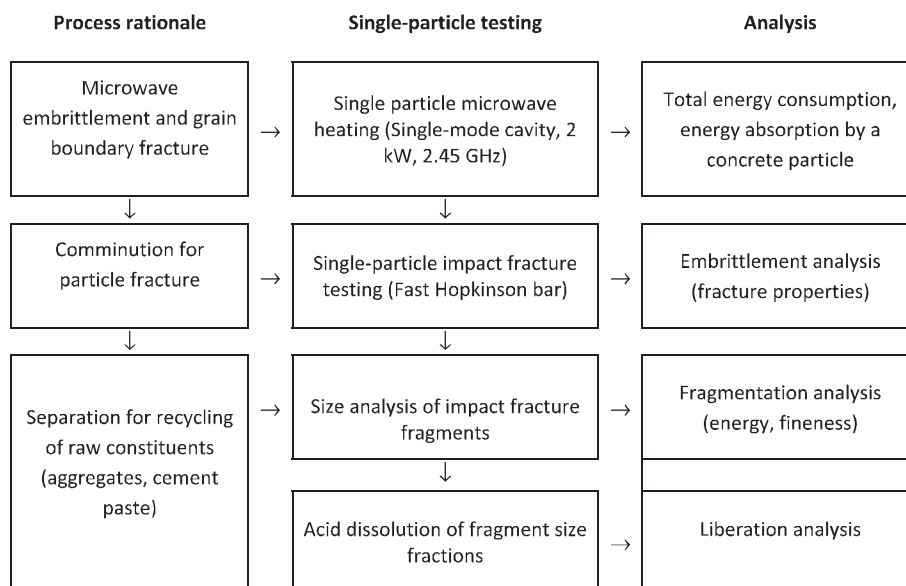 Process rationale
Single-particle testing
Analysis
Microwave
embrittlement and grain
boundary fracture
→
Single particle microwave
heating (Single-mode cavity, 2
kW, 2.45 GHz)
→
Total energy consumption,
energy absorption by a
concrete particle
↓
↓
Comminution for
particle fracture
→
Single-particle impact fracture
testing (Fast Hopkinson bar)
→
Embrittlement analysis
(fracture properties)
↓
↓
Separation for recycling
of raw constituents
(aggregates, cement
paste)
→
Size analysis of impact fracture
fragments
→
Fragmentation analysis
(energy, fineness)
↓
Acid dissolution of fragment size
fractions
→
Liberation analysis